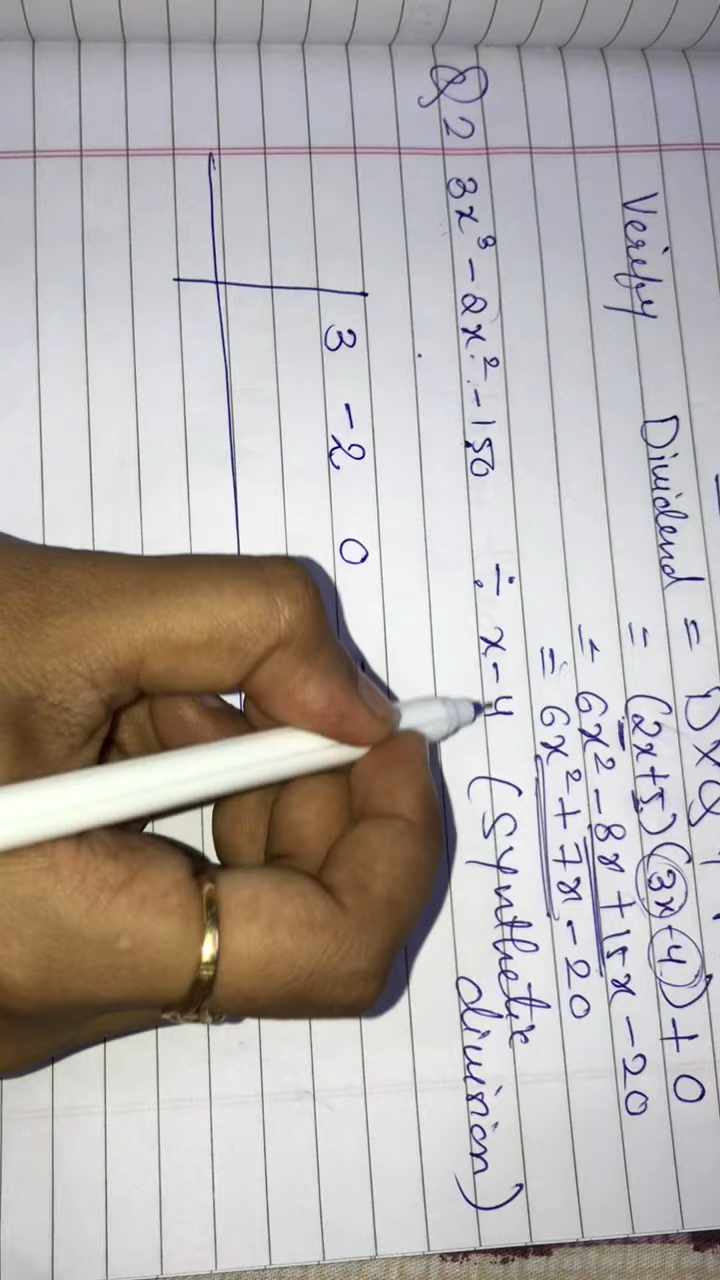 Verify Dividend = D×Q+
= (2x+5)(3x-4)+0
= 6x² - 8x + 15x - 20
= 6x² + 7x - 20
Q2 3x³ - 2x² - 150 ÷ x-4 (synthetic division)
3 -2 0